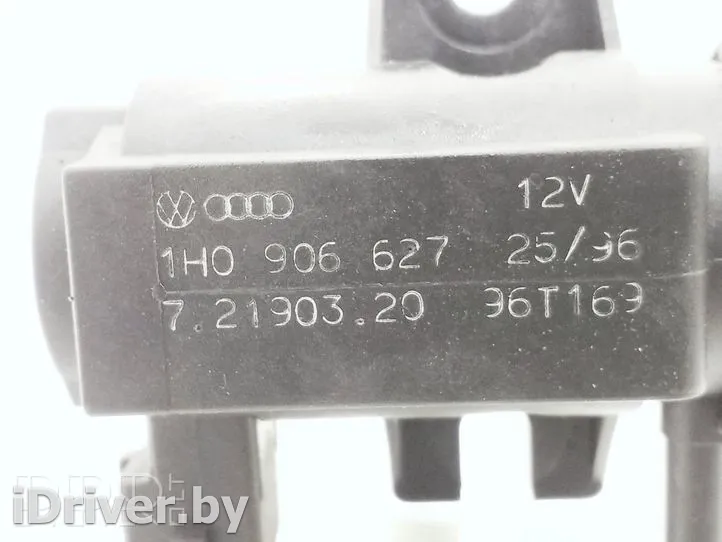 12V
1H0 906 627 25/96
7.21903.20 96T169
iDriver.by